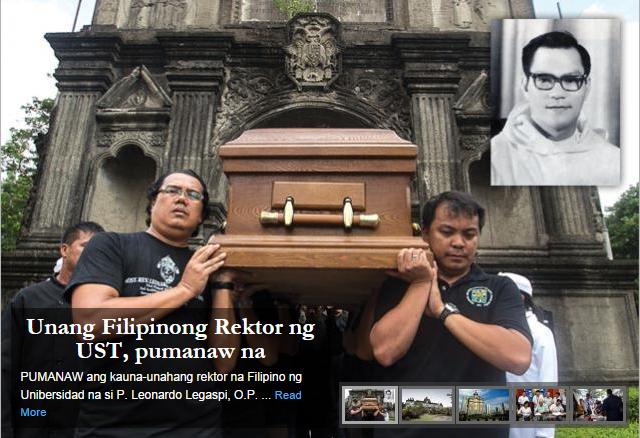 Unang Filipinong Rektor ng
UST, pumanaw na
PUMANAW ang kauna-unahang rektor na Filipino ng
Unibersidad na si P. Leonardo Legaspi, O.P. ... Read
More